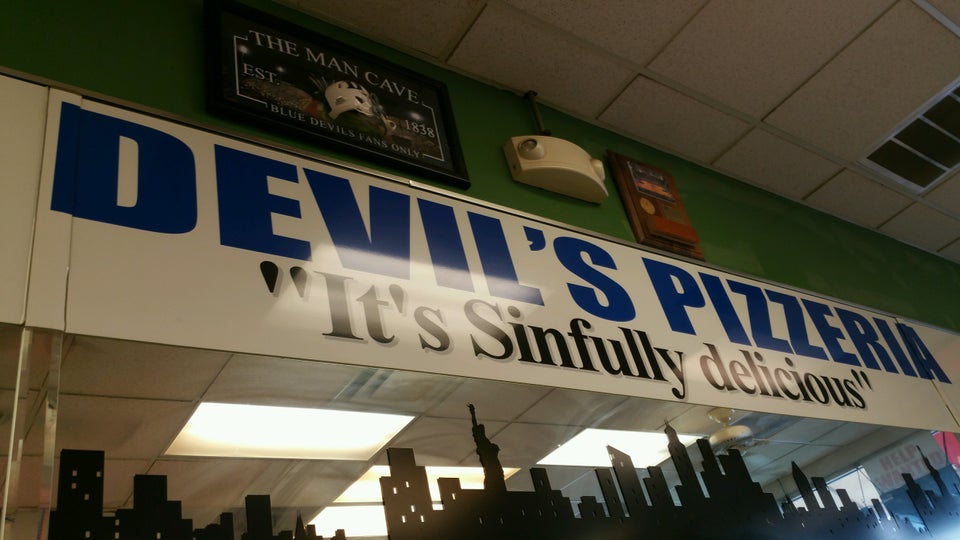 THE MAN CAVE
EST. 1838
BLUE DEVILS FANS ONLY
DEVIL'S PIZZERIA
"It's Sinfully delicious"